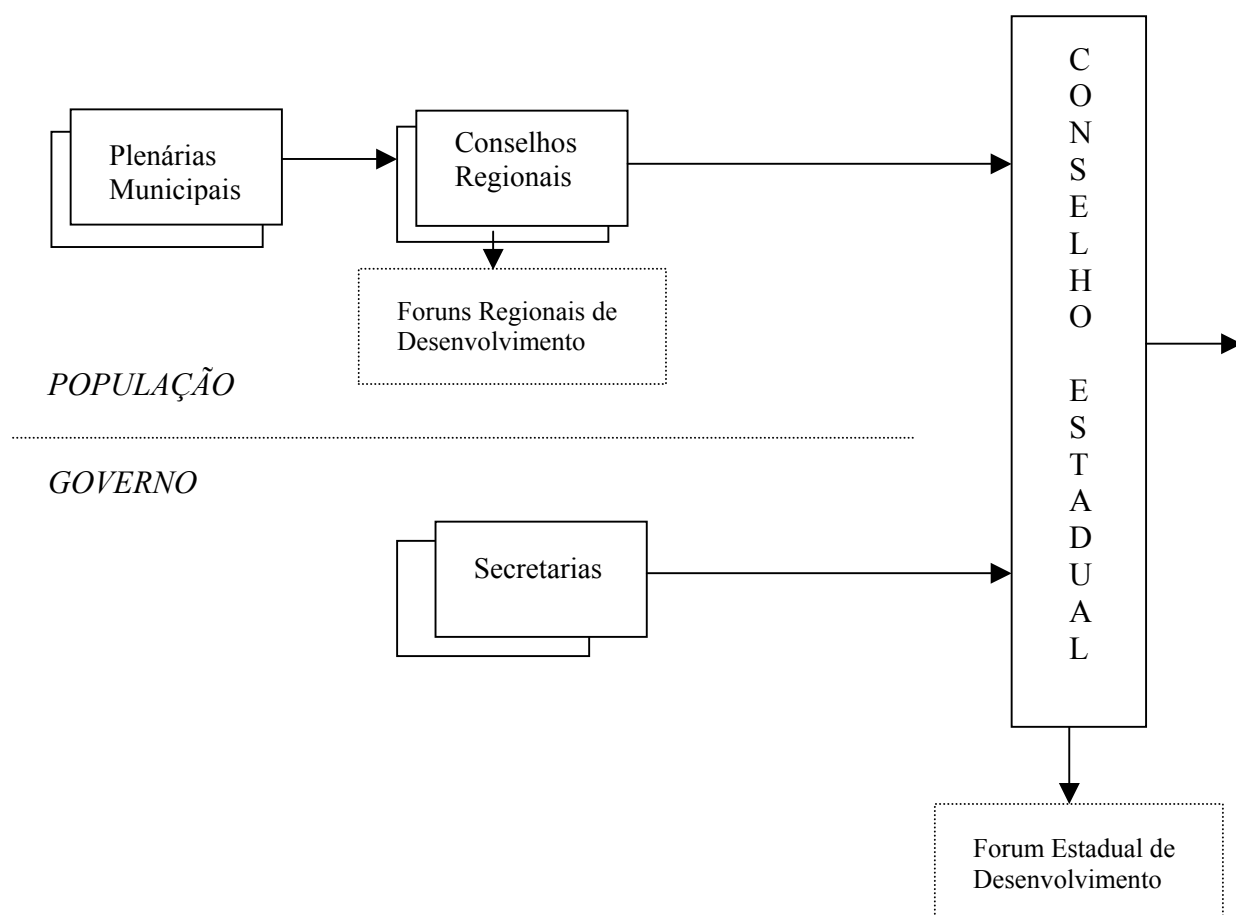 Plenárias
Municipais
Conselhos
Regionais
Foruns Regionais de
Desenvolvimento
POPULAÇÃO
GOVERNO
Secretarias
C
O
N
S
E
L
H
O
E
S
T
A
D
U
A
L
Forum Estadual de
Desenvolvimento